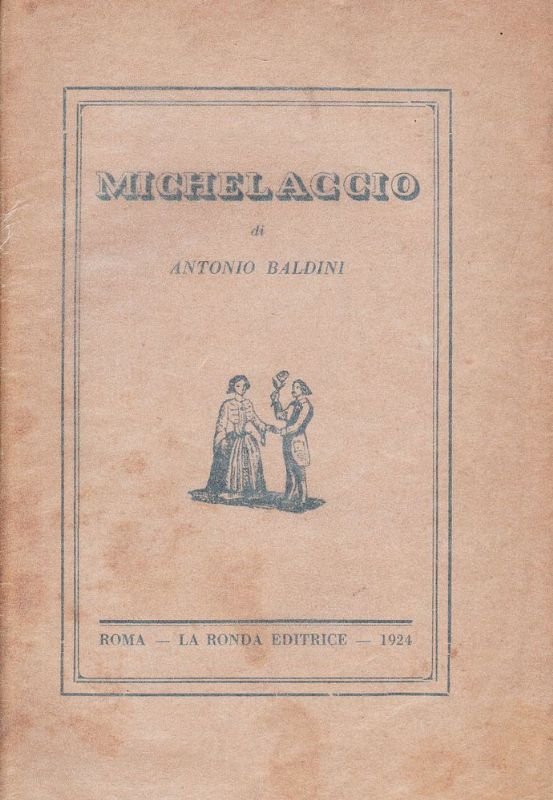 MICHELACCIO
di
ANTONIO BALDINI
ROMA — LA RONDA EDITRICE — 1924